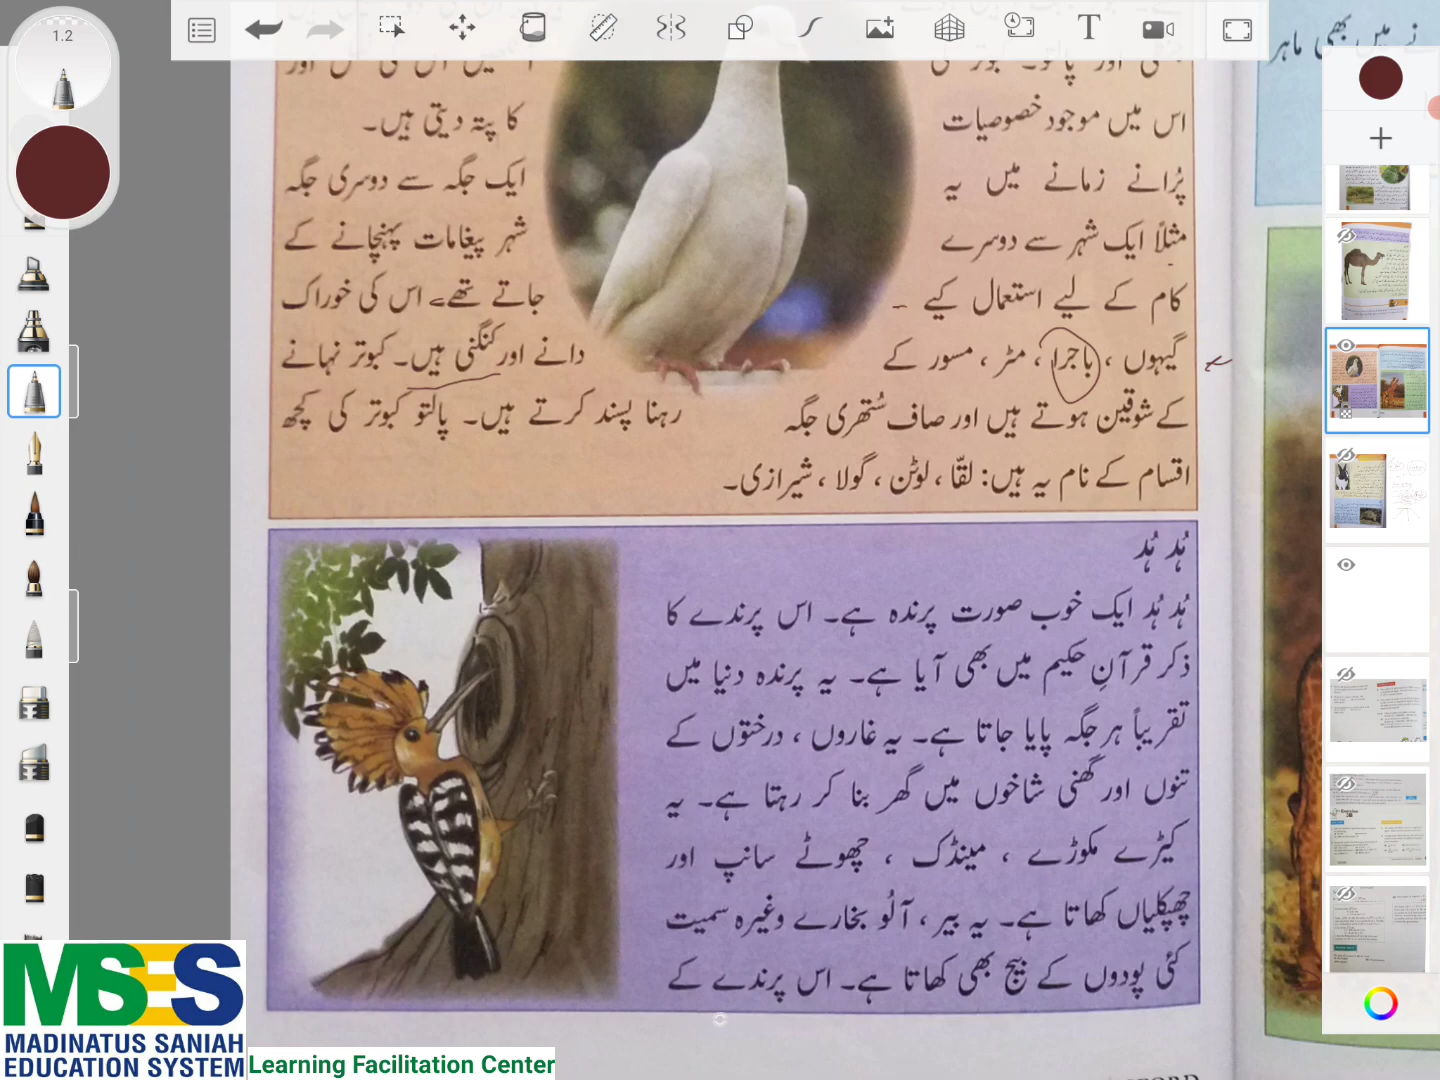 1.2
T
نے میں بھی ماہر
اس میں موجود خصوصیات
کا پتہ دیتی ہیں۔
پُرانے زمانے میں یہ
ایک جگہ سے دوسری جگہ
مثلاً ایک شہر سے دوسرے
شہر پیغامات پہنچانے کے
کام کے لیے استعمال کیے
جاتے تھے۔ اس کی خوراک
گیہوں ، باجرا ، مٹر ، مسور کے
دانے اور کنگنی ہیں۔ کبوتر نہانے
کے شوقین ہوتے ہیں اور صاف سُتھری جگہ
رہنا پسند کرتے ہیں۔ پالتو کبوتر کی کچھ
اقسام کے نام یہ ہیں: لقّا ، لوٹن ، گولا ، شیرازی۔
ہُد ہُد
ہُد ہُد ایک خوب صورت پرندہ ہے۔ اس پرندے کا
ذکر قرآنِ حکیم میں بھی آیا ہے۔ یہ پرندہ دنیا میں
تقریباً ہر جگہ پایا جاتا ہے۔ یہ غاروں ، درختوں کے
تنوں اور گھنی شاخوں میں گھر بنا کر رہتا ہے۔ یہ
کیڑے مکوڑے ، مینڈک ، چھوٹے سانپ اور
چھپکلیاں کھاتا ہے۔ یہ بیر ، آلُو بخارے وغیرہ سمیت
کئی پودوں کے بیج بھی کھاتا ہے۔ اس پرندے کے
MSES
MADINATUS SANIAH
EDUCATION SYSTEM
Learning Facilitation Center